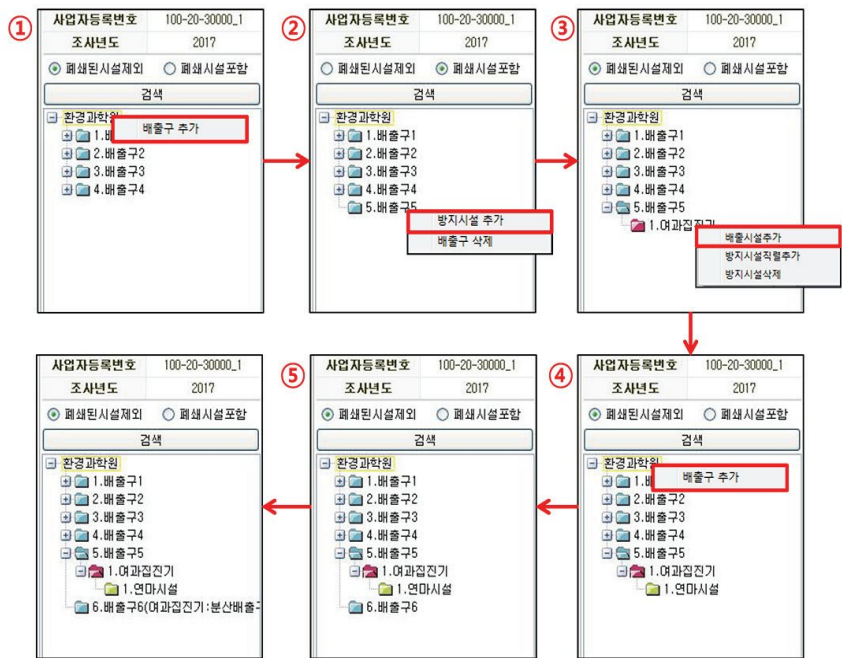 ①
사업자등록번호 100-20-30000_1
조사년도 2017
폐쇄된시설제외 폐쇄시설포함
검색
환경과학원
배출구 추가
1.배
2.배출구2
3.배출구3
4.배출구4
②
사업자등록번호 100-20-30000_1
조사년도 2017
폐쇄된시설제외 폐쇄시설포함
검색
환경과학원
1.배출구1
2.배출구2
3.배출구3
4.배출구4
5.배출구5
방지시설 추가
배출구 삭제
③
사업자등록번호 100-20-30000_1
조사년도 2017
폐쇄된시설제외 폐쇄시설포함
검색
환경과학원
1.배출구1
2.배출구2
3.배출구3
4.배출구4
5.배출구5
1.여과집진기
배출시설추가
방지시설직렬추가
방지시설삭제
사업자등록번호 100-20-30000_1
조사년도 2017
폐쇄된시설제외 폐쇄시설포함
검색
환경과학원
1.배출구1
2.배출구2
3.배출구3
4.배출구4
5.배출구5
1.여과집진기
1.연마시설
6.배출구6(여과집진기:분산배출구
⑤
사업자등록번호 100-20-30000_1
조사년도 2017
폐쇄된시설제외 폐쇄시설포함
검색
환경과학원
1.배출구1
2.배출구2
3.배출구3
4.배출구4
5.배출구5
1.여과집진기
1.연마시설
6.배출구6
④
사업자등록번호 100-20-30000_1
조사년도 2017
폐쇄된시설제외 폐쇄시설포함
검색
환경과학원
배출구 추가
1.배
2.배출구2
3.배출구3
4.배출구4
5.배출구5
1.여과집진기
1.연마시설